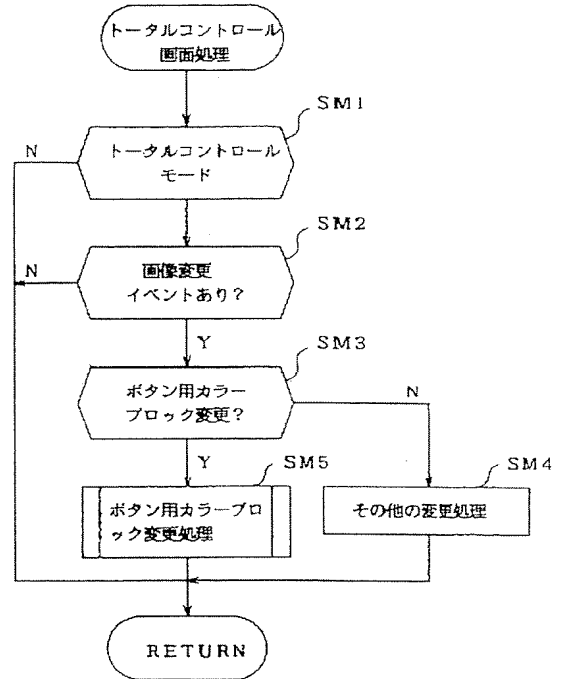 トータルコントロール
画面処理
SM1
N
トータルコントロール
モード
SM2
N
画像変更
イベントあり?
Y
SM3
ボタン用カラー
ブロック変更?
N
Y
SM5
SM4
ボタン用カラーブロ
ック変更処理
その他の変更処理
RETURN